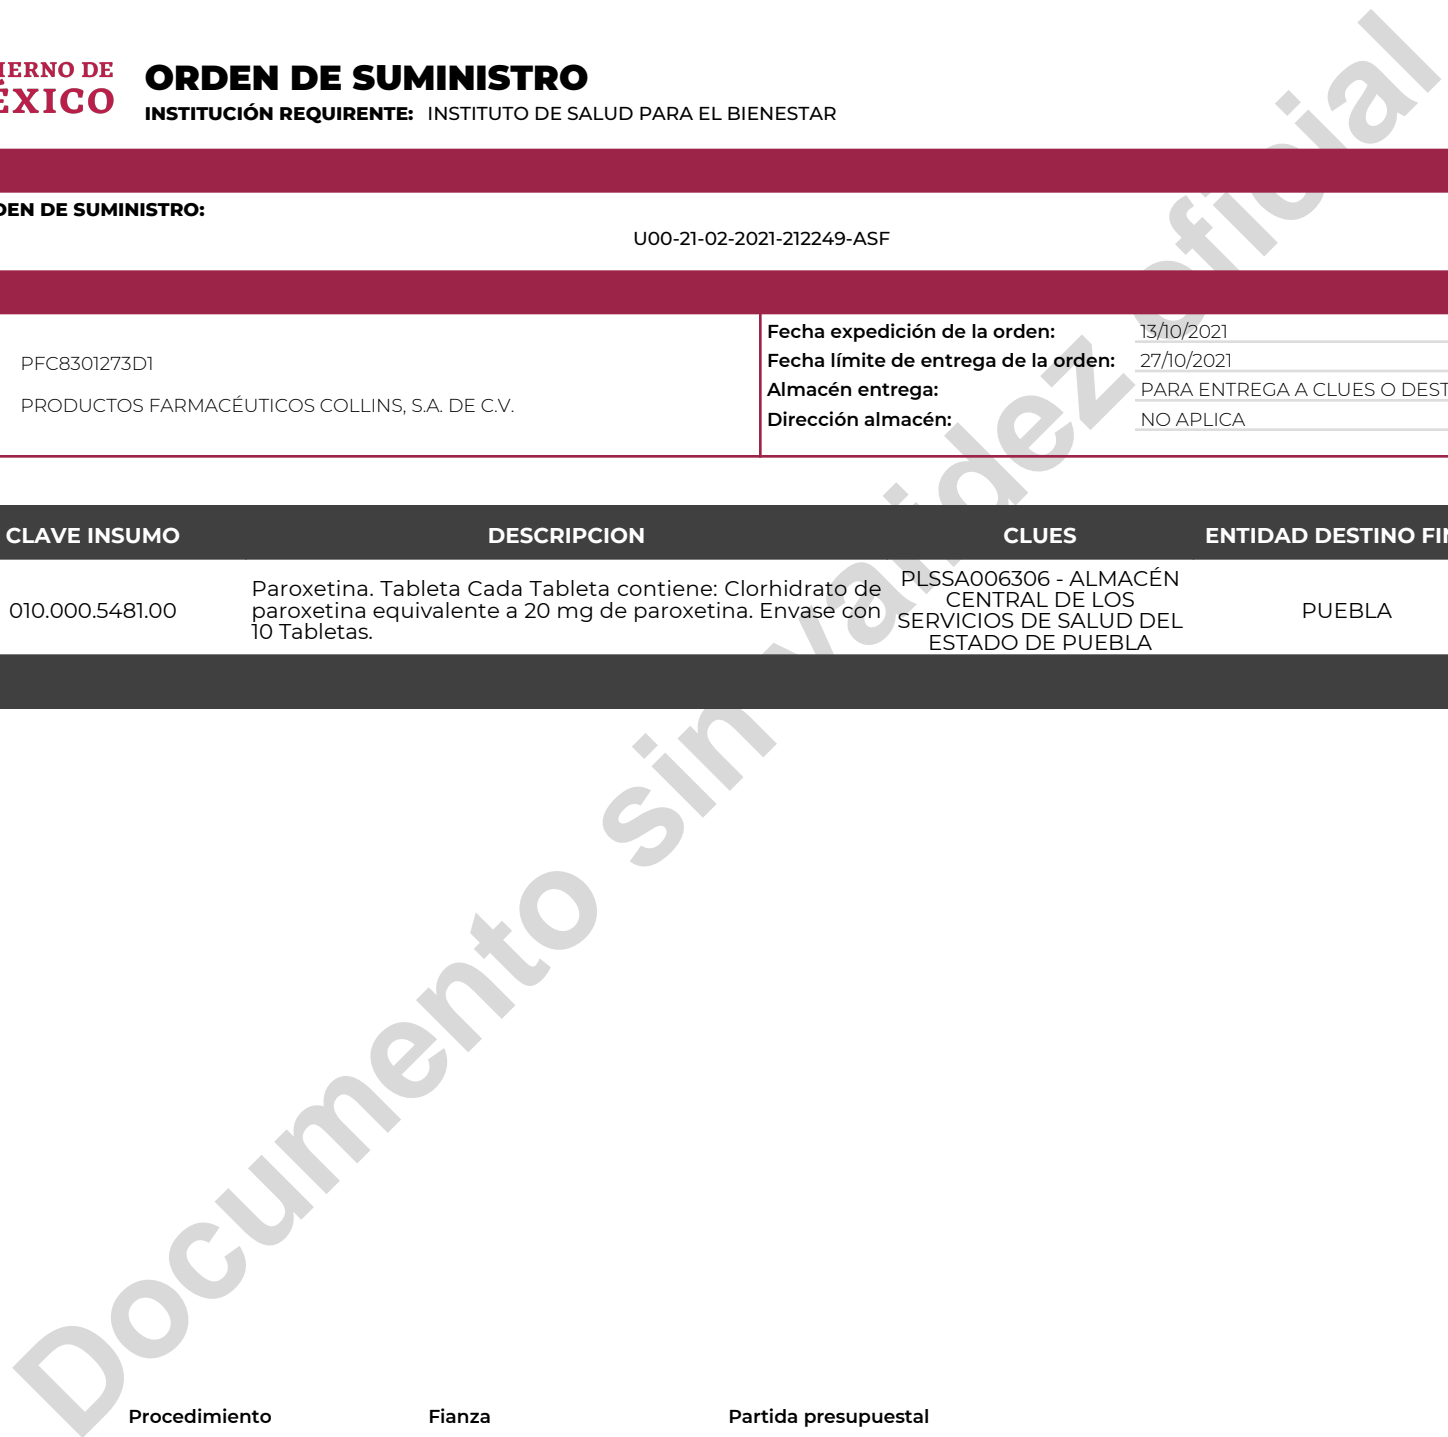 IERNO DE
ÉXICO
ORDEN DE SUMINISTRO
INSTITUCIÓN REQUIRENTE: INSTITUTO DE SALUD PARA EL BIENESTAR
DEN DE SUMINISTRO:
U00-21-02-2021-212249-ASF
PFC8301273D1
PRODUCTOS FARMACÉUTICOS COLLINS, S.A. DE C.V.
Fecha expedición de la orden: 13/10/2021
Fecha límite de entrega de la orden: 27/10/2021
Almacén entrega: PARA ENTREGA A CLUES O DEST
Dirección almacén: NO APLICA
CLAVE INSUMO DESCRIPCION CLUES ENTIDAD DESTINO FIN
010.000.5481.00
Paroxetina. Tableta Cada Tableta contiene: Clorhidrato de
paroxetina equivalente a 20 mg de paroxetina. Envase con
10 Tabletas.
PLSSA006306 - ALMACÉN
CENTRAL DE LOS
SERVICIOS DE SALUD DEL
ESTADO DE PUEBLA
PUEBLA
Documento sin validez oficial
Procedimiento Fianza Partida presupuestal